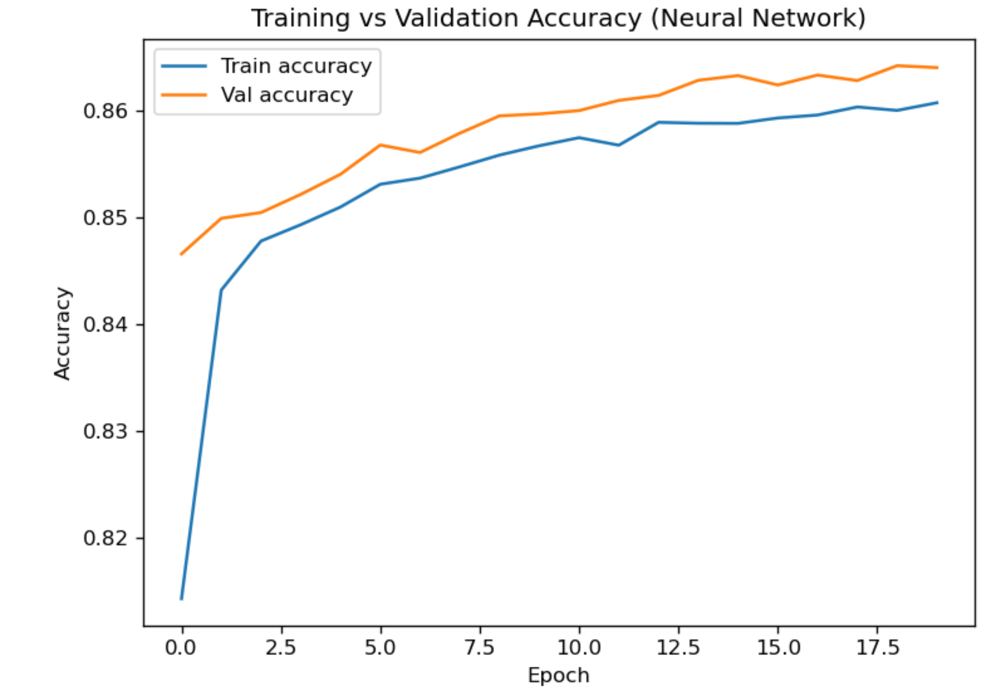 Training vs Validation Accuracy (Neural Network)
Train accuracy
Val accuracy
0.86
0.85
0.84
0.83
0.82
Accuracy
0.0 2.5 5.0 7.5 10.0 12.5 15.0 17.5
Epoch